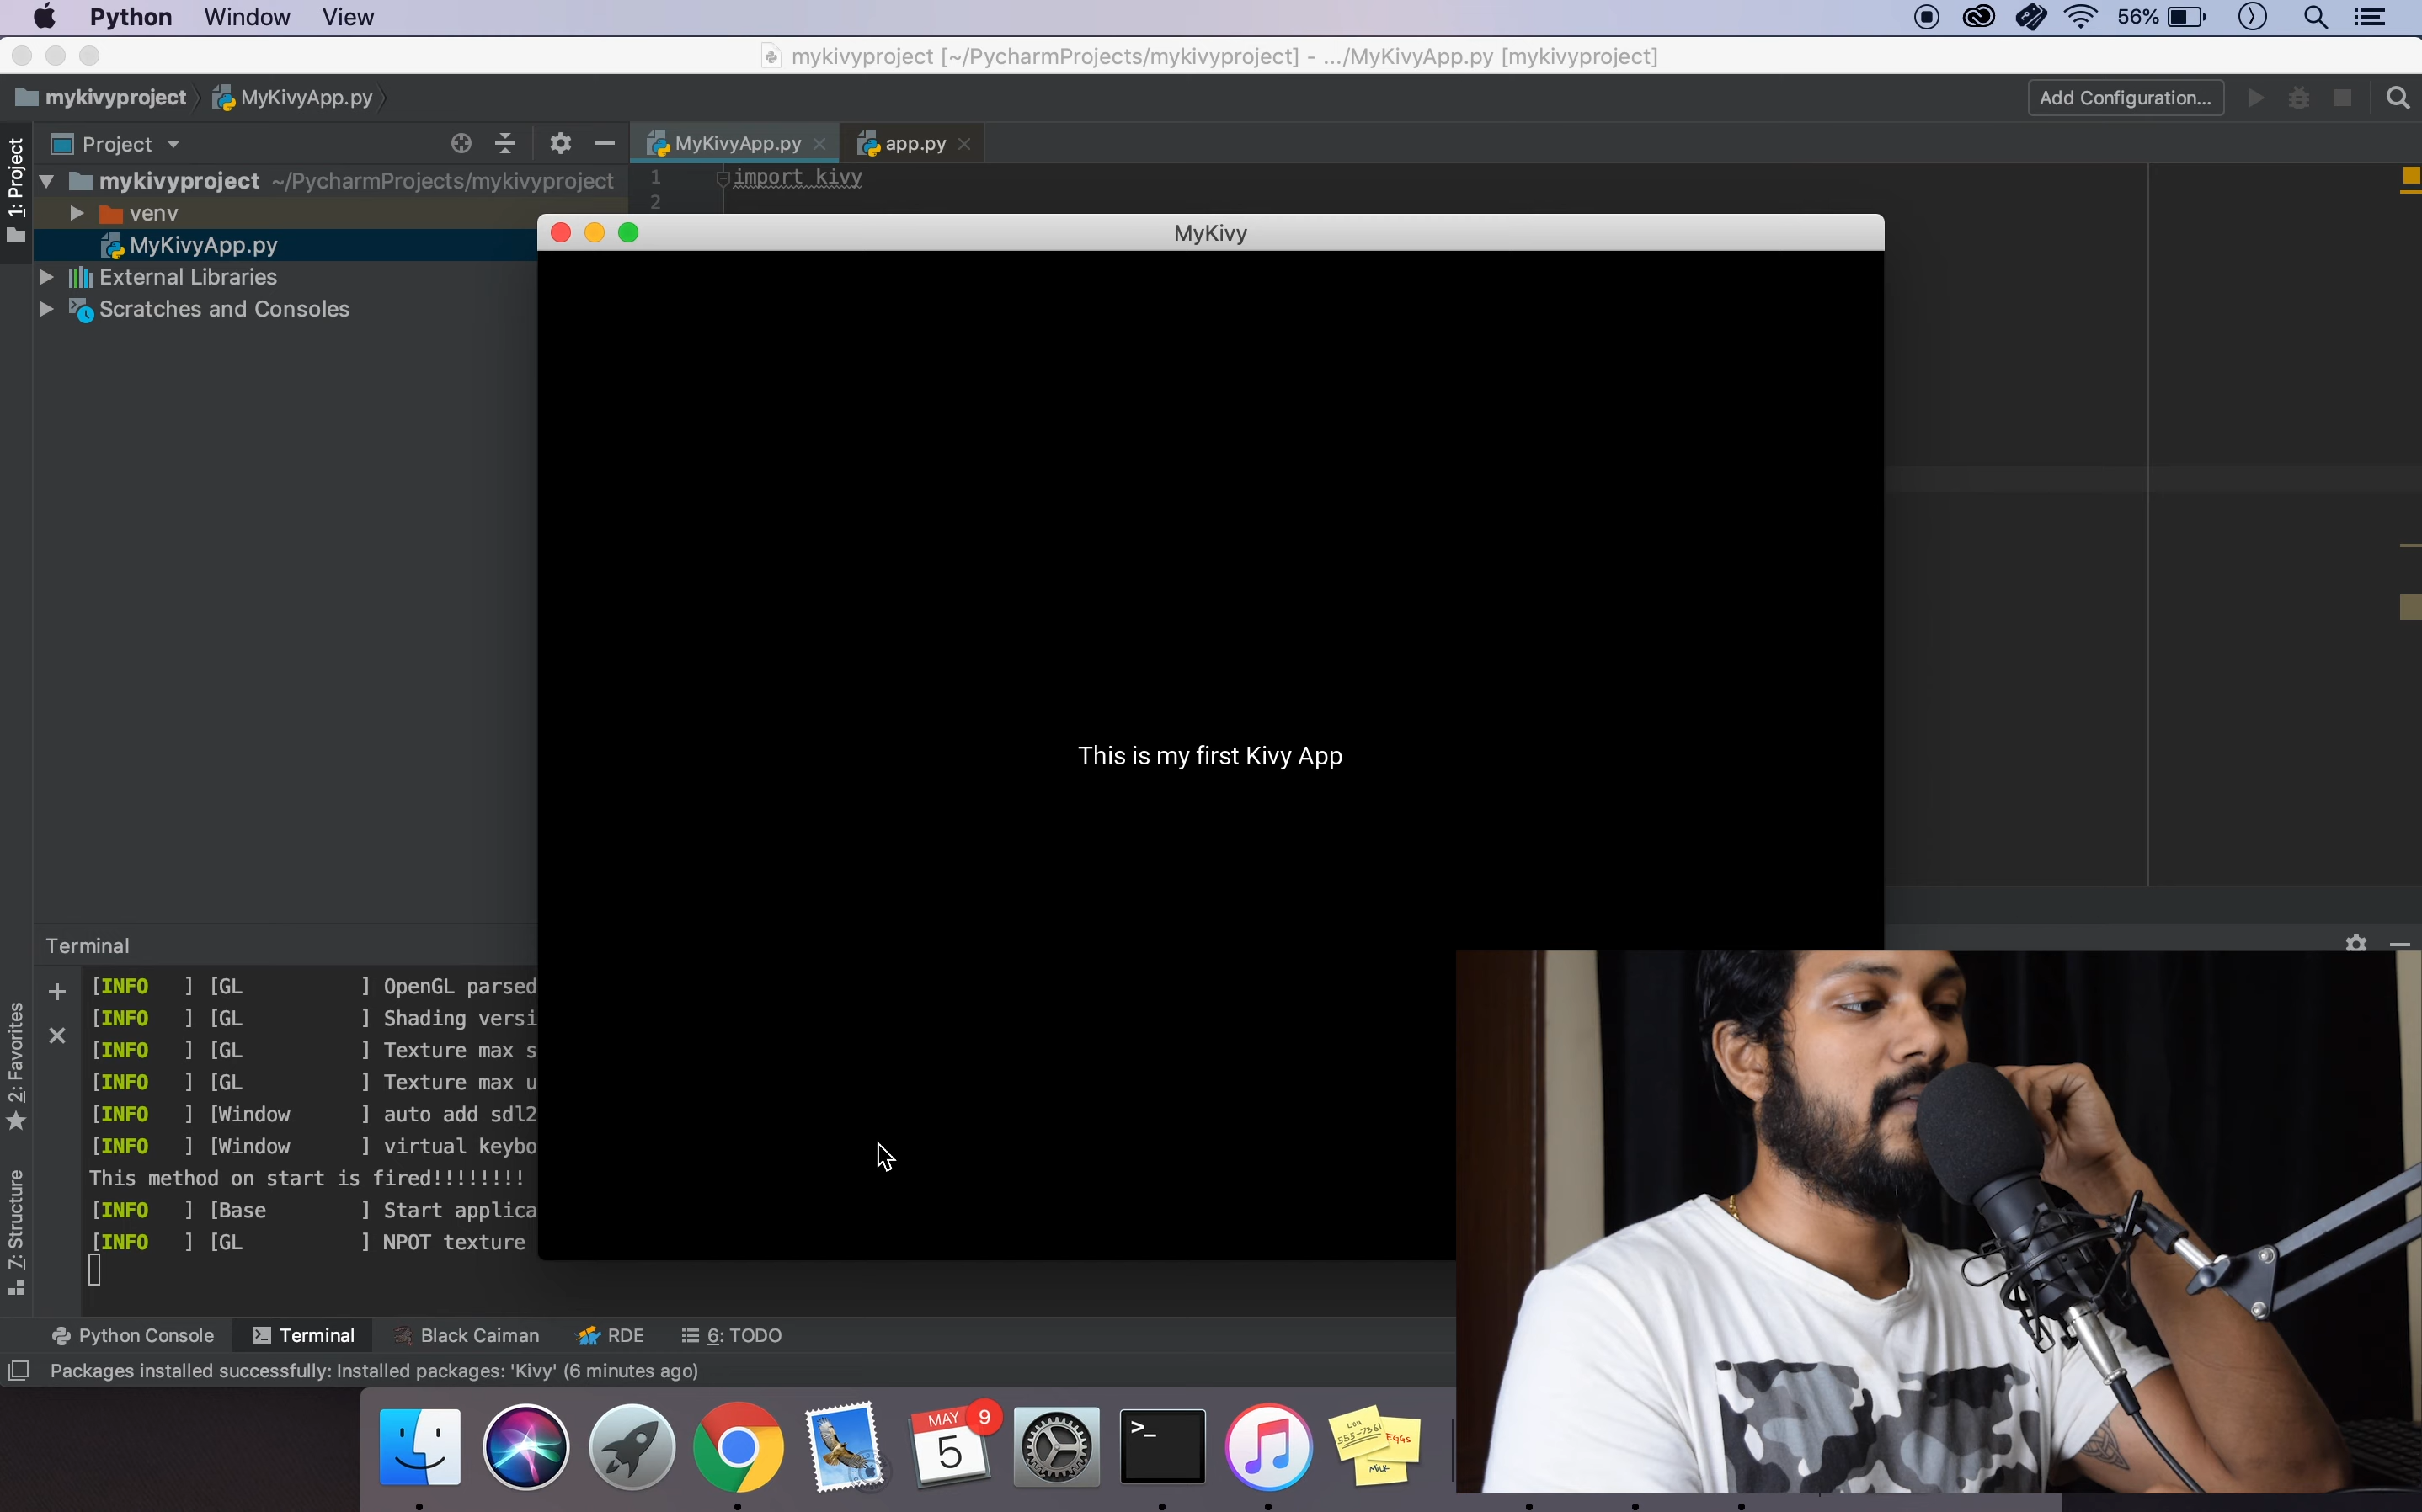 Python Window View 56%
mykivyproject [~/PycharmProjects/mykivyproject] - .../MyKivyApp.py [mykivyproject]
mykivyproject MyKivyApp.py Add Configuration...
1: Project
Project
MyKivyApp.py app.py
mykivyproject ~/PycharmProjects/mykivyproject
1 import kivy
2
venv
MyKivyApp.py
External Libraries
Scratches and Consoles
MyKivy
This is my first Kivy App
Terminal
[INFO ] [GL ] OpenGL parsed
[INFO ] [GL ] Shading versi
[INFO ] [GL ] Texture max s
[INFO ] [GL ] Texture max u
[INFO ] [Window ] auto add sdl2
[INFO ] [Window ] virtual keybo
This method on start is fired!!!!!!!!
[INFO ] [Base ] Start applica
[INFO ] [GL ] NPOT texture
2: Favorites
7: Structure
Python Console Terminal Black Caiman RDE 6: TODO
Packages installed successfully: Installed packages: 'Kivy' (6 minutes ago)
MAY 9
5
>_
LOU
555-7361
EGGS
MILK